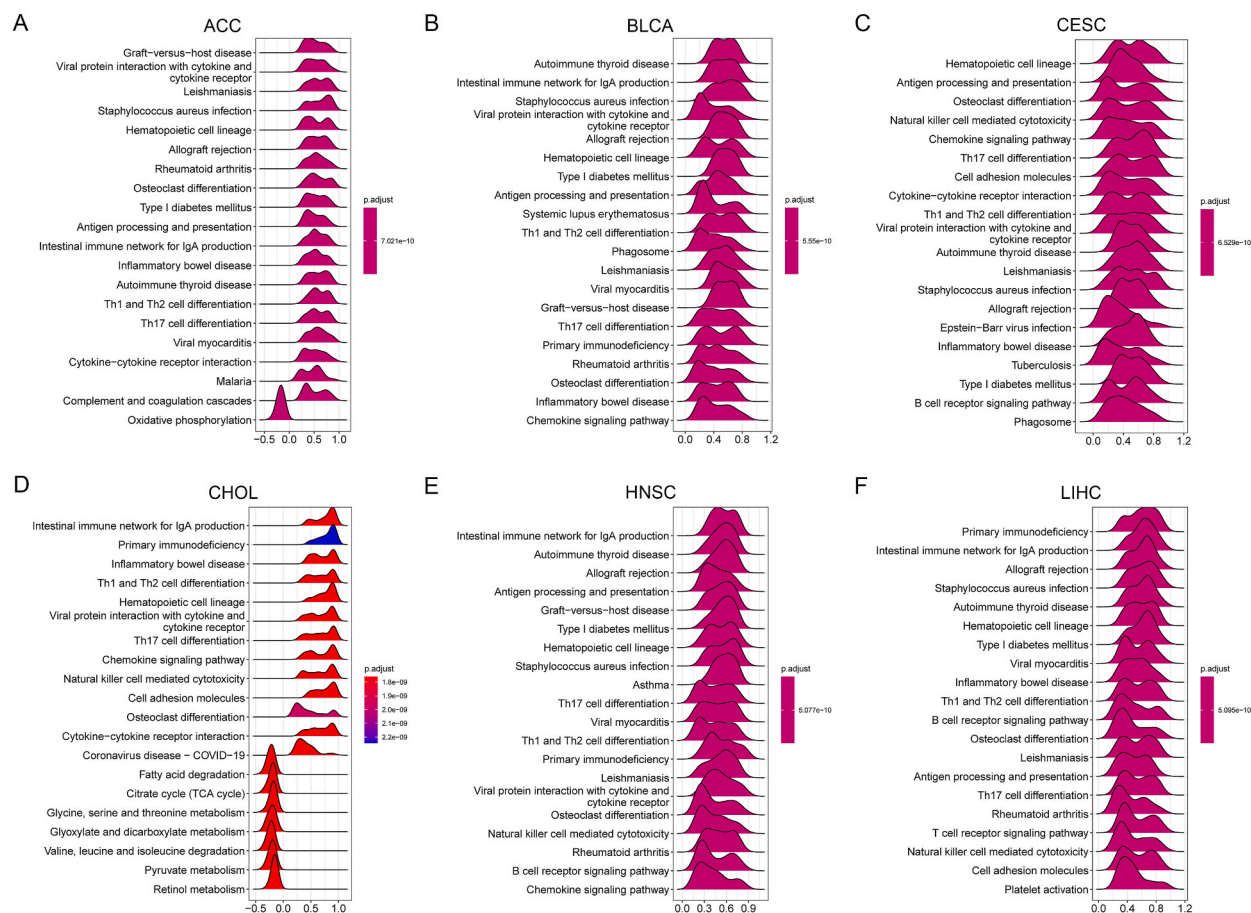 A
ACC
Graft−versus−host disease
Viral protein interaction with cytokine and
cytokine receptor
Leishmaniasis
Staphylococcus aureus infection
Hematopoietic cell lineage
Allograft rejection
Rheumatoid arthritis
Osteoclast differentiation
Type I diabetes mellitus
Antigen processing and presentation
Intestinal immune network for IgA production
Inflammatory bowel disease
Autoimmune thyroid disease
Th1 and Th2 cell differentiation
Th17 cell differentiation
Viral myocarditis
Cytokine−cytokine receptor interaction
Malaria
Complement and coagulation cascades
Oxidative phosphorylation
−0.5 0.0 0.5 1.0
p.adjust
7.021e−10
B
BLCA
Autoimmune thyroid disease
Intestinal immune network for IgA production
Staphylococcus aureus infection
Viral protein interaction with cytokine and
cytokine receptor
Allograft rejection
Hematopoietic cell lineage
Type I diabetes mellitus
Antigen processing and presentation
Systemic lupus erythematosus
Th1 and Th2 cell differentiation
Phagosome
Leishmaniasis
Viral myocarditis
Graft−versus−host disease
Th17 cell differentiation
Primary immunodeficiency
Rheumatoid arthritis
Osteoclast differentiation
Inflammatory bowel disease
Chemokine signaling pathway
0.0 0.4 0.8 1.2
p.adjust
5.55e−10
C
CESC
Hematopoietic cell lineage
Antigen processing and presentation
Osteoclast differentiation
Natural killer cell mediated cytotoxicity
Chemokine signaling pathway
Th17 cell differentiation
Cell adhesion molecules
Cytokine−cytokine receptor interaction
Th1 and Th2 cell differentiation
Viral protein interaction with cytokine and
cytokine receptor
Autoimmune thyroid disease
Leishmaniasis
Staphylococcus aureus infection
Allograft rejection
Epstein−Barr virus infection
Inflammatory bowel disease
Tuberculosis
Type I diabetes mellitus
B cell receptor signaling pathway
Phagosome
0.0 0.4 0.8 1.2
p.adjust
6.529e−10
D
CHOL
Intestinal immune network for IgA production
Primary immunodeficiency
Inflammatory bowel disease
Th1 and Th2 cell differentiation
Hematopoietic cell lineage
Viral protein interaction with cytokine and
cytokine receptor
Th17 cell differentiation
Chemokine signaling pathway
Natural killer cell mediated cytotoxicity
Cell adhesion molecules
Osteoclast differentiation
Cytokine−cytokine receptor interaction
Coronavirus disease − COVID−19
Fatty acid degradation
Citrate cycle (TCA cycle)
Glycine, serine and threonine metabolism
Glyoxylate and dicarboxylate metabolism
Valine, leucine and isoleucine degradation
Pyruvate metabolism
Retinol metabolism
−0.5 0.0 0.5 1.0
p.adjust
1.8e−09
1.9e−09
2.0e−09
2.1e−09
2.2e−09
E
HNSC
Intestinal immune network for IgA production
Autoimmune thyroid disease
Allograft rejection
Antigen processing and presentation
Graft−versus−host disease
Type I diabetes mellitus
Hematopoietic cell lineage
Staphylococcus aureus infection
Asthma
Th17 cell differentiation
Viral myocarditis
Th1 and Th2 cell differentiation
Primary immunodeficiency
Leishmaniasis
Viral protein interaction with cytokine and
cytokine receptor
Osteoclast differentiation
Natural killer cell mediated cytotoxicity
Rheumatoid arthritis
B cell receptor signaling pathway
Chemokine signaling pathway
0.0 0.3 0.6 0.9
p.adjust
5.077e−10
F
LIHC
Primary immunodeficiency
Intestinal immune network for IgA production
Allograft rejection
Staphylococcus aureus infection
Autoimmune thyroid disease
Hematopoietic cell lineage
Type I diabetes mellitus
Viral myocarditis
Inflammatory bowel disease
Th1 and Th2 cell differentiation
B cell receptor signaling pathway
Osteoclast differentiation
Leishmaniasis
Antigen processing and presentation
Th17 cell differentiation
Rheumatoid arthritis
T cell receptor signaling pathway
Natural killer cell mediated cytotoxicity
Cell adhesion molecules
Platelet activation
0.0 0.4 0.8 1.2
p.adjust
5.095e−10